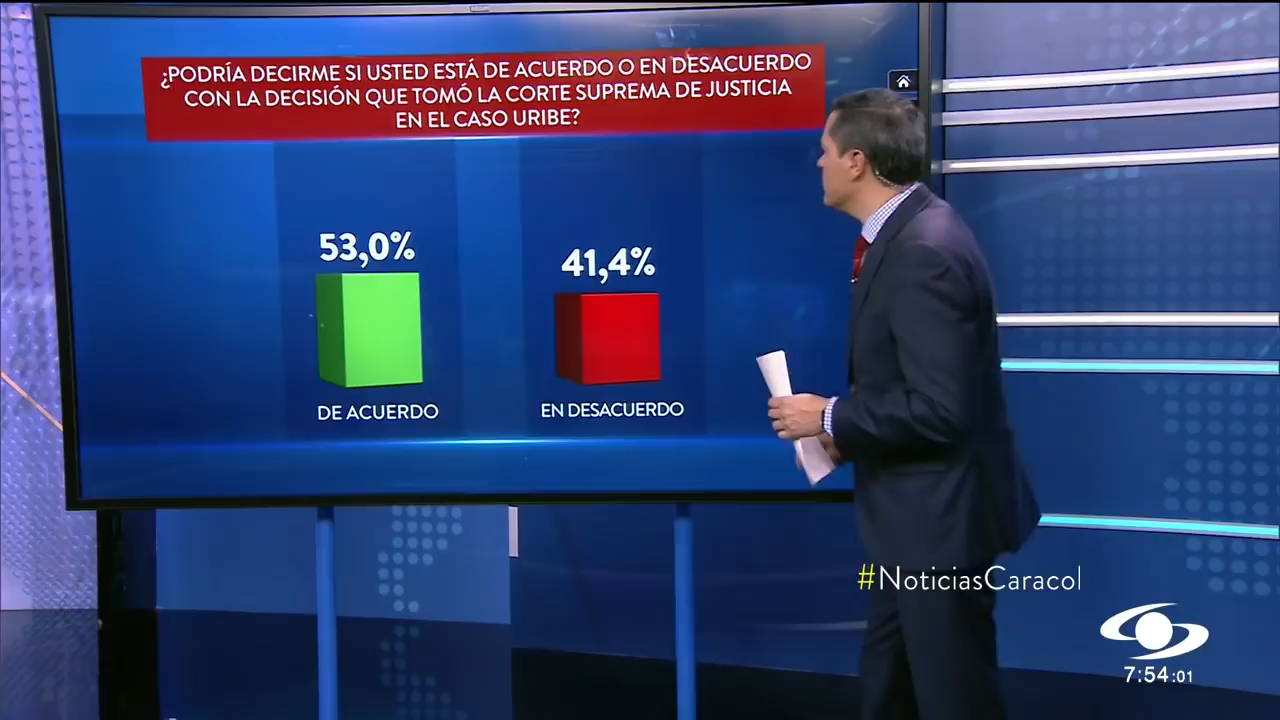 ¿PODRÍA DECIRME SI USTED ESTÁ DE ACUERDO O EN DESACUERDO
CON LA DECISIÓN QUE TOMÓ LA CORTE SUPREMA DE JUSTICIA
EN EL CASO URIBE?
53,0%
41,4%
DE ACUERDO
EN DESACUERDO
#NoticiasCaracol
7:54:01